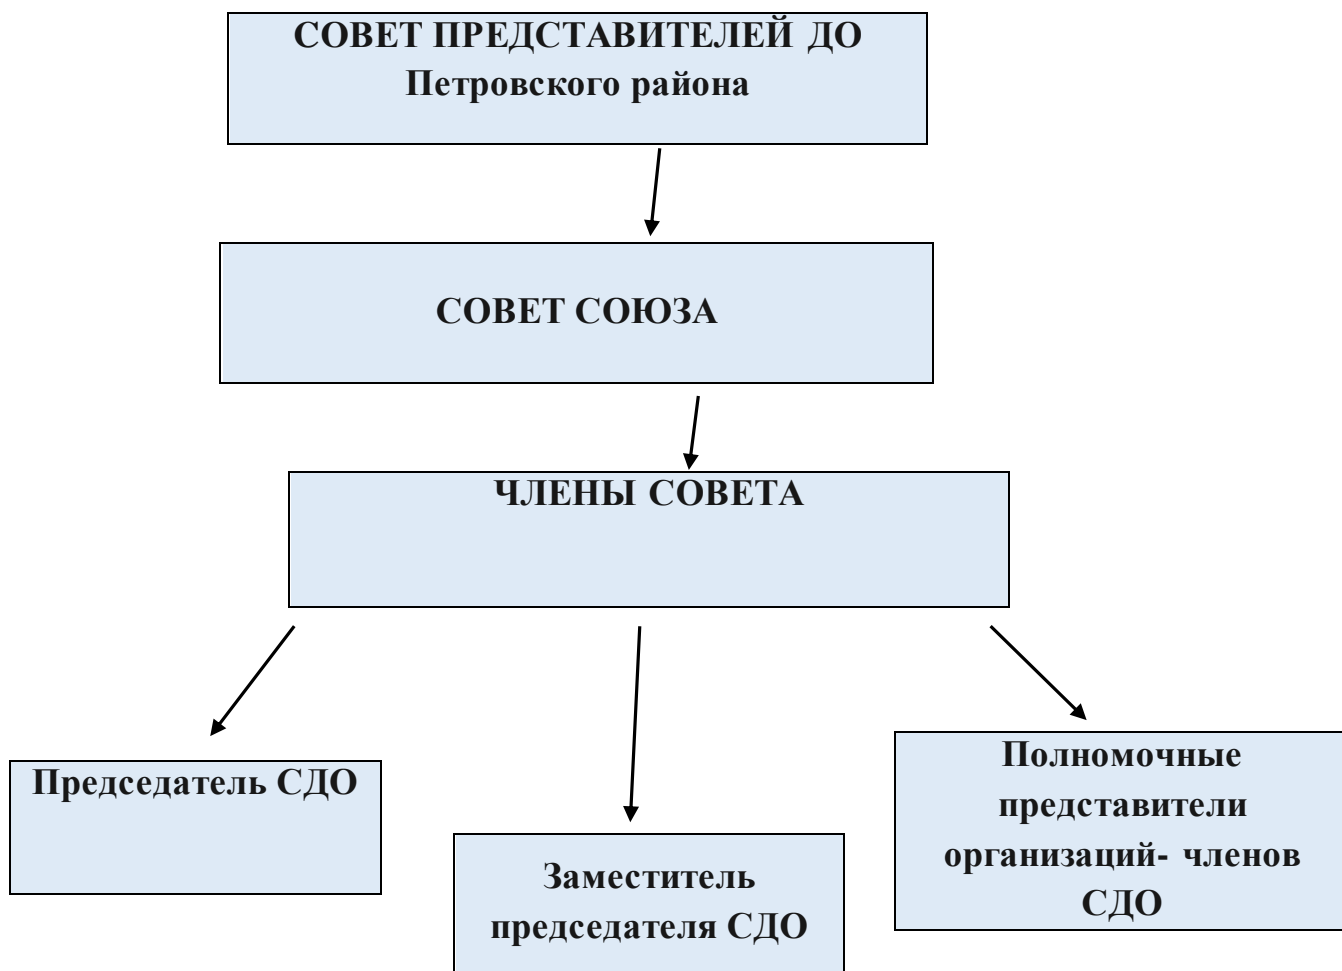 СОВЕТ ПРЕДСТАВИТЕЛЕЙ ДО
Петровского района
СОВЕТ СОЮЗА
ЧЛЕНЫ СОВЕТА
Председатель СДО
Заместитель
председателя СДО
Полномочные
представители
организаций- членов
СДО